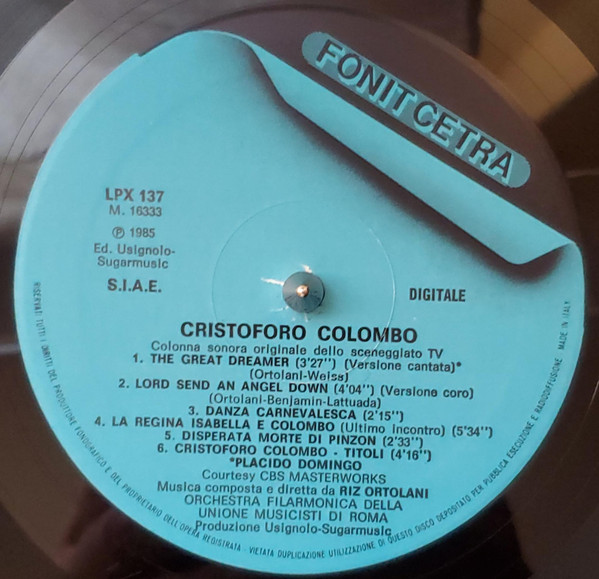 FONIT CETRA
LPX 137
M. 16333
℗ 1985
Ed. Usignolo-
Sugarmusic
S.I.A.E.
DIGITALE
CRISTOFORO COLOMBO
Colonna sonora originale dello sceneggiato TV
1. THE GREAT DREAMER (3'27'') (Versione cantata)*
(Ortolani-Weiss)
2. LORD SEND AN ANGEL DOWN (4'04'') (Versione coro)
(Ortolani-Benjamin-Lattuada)
3. DANZA CARNEVALESCA (2'15'')
4. LA REGINA ISABELLA E COLOMBO (Ultimo incontro) (5'34'')
5. DISPERATA MORTE DI PINZON (2'33'')
6. CRISTOFORO COLOMBO - TITOLI (4'16'')
*PLACIDO DOMINGO
Courtesy CBS MASTERWORKS
Musica composta e diretta da RIZ ORTOLANI
ORCHESTRA FILARMONICA DELLA
UNIONE MUSICISTI DI ROMA
Produzione Usignolo-Sugarmusic
RISERVATI TUTTI I DIRITTI DEL PRODUTTORE FONOGRAFICO E DEL PROPRIETARIO DELL'OPERA REGISTRATA - VIETATA DUPLICAZIONE UTILIZZAZIONE DI QUESTO DISCO DEPOSITATO PER PUBBLICA ESECUZIONE E RADIODIFFUSIONE. MADE IN ITALY